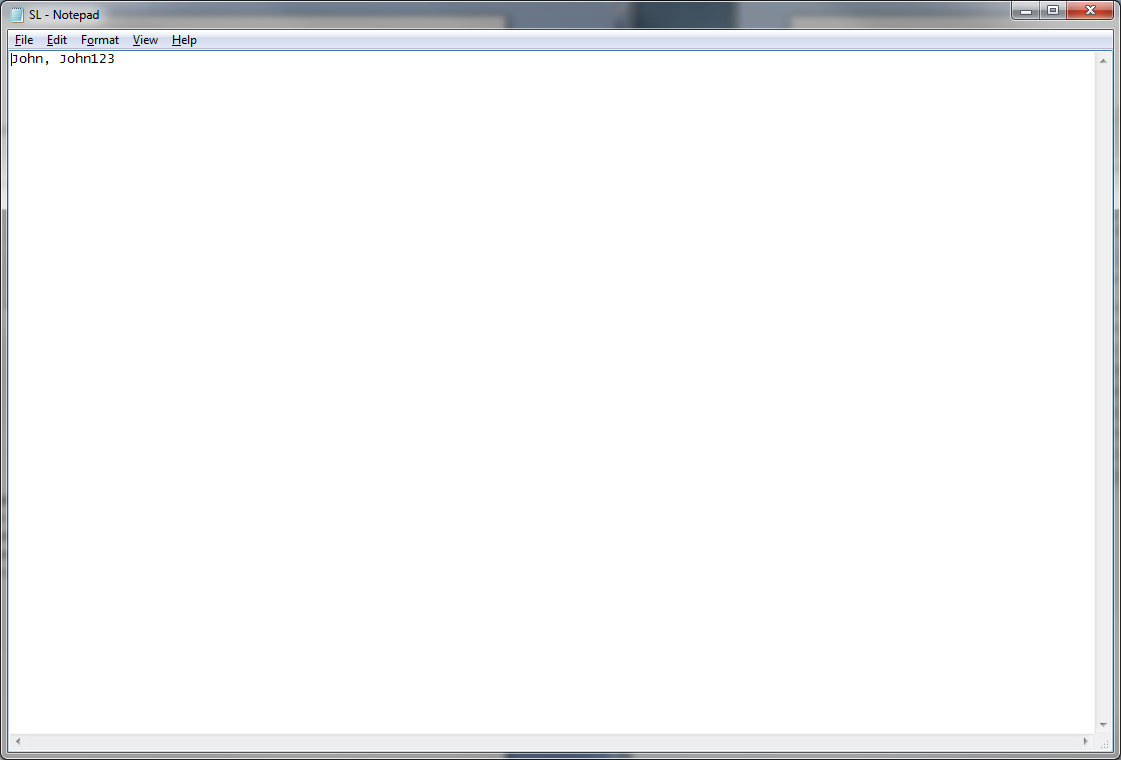 SL - Notepad
File Edit Format View Help
John, John123